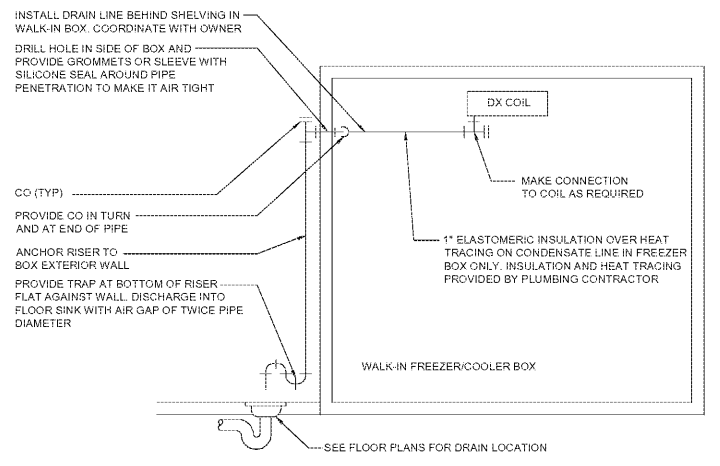 INSTALL DRAIN LINE BEHIND SHELVING IN
WALK-IN BOX. COORDINATE WITH OWNER
DRILL HOLE IN SIDE OF BOX AND
PROVIDE GROMMETS OR SLEEVE WITH
SILICONE SEAL AROUND PIPE
PENETRATION TO MAKE IT AIR TIGHT
DX COIL
CO (TYP)
MAKE CONNECTION
TO COIL AS REQUIRED
PROVIDE CO IN TURN
AND AT END OF PIPE
ANCHOR RISER TO
BOX EXTERIOR WALL
1" ELASTOMERIC INSULATION OVER HEAT
TRACING ON CONDENSATE LINE IN FREEZER
BOX ONLY. INSULATION AND HEAT TRACING
PROVIDED BY PLUMBING CONTRACTOR
PROVIDE TRAP AT BOTTOM OF RISER
FLAT AGAINST WALL. DISCHARGE INTO
FLOOR SINK WITH AIR GAP OF TWICE PIPE
DIAMETER
WALK-IN FREEZER/COOLER BOX
SEE FLOOR PLANS FOR DRAIN LOCATION